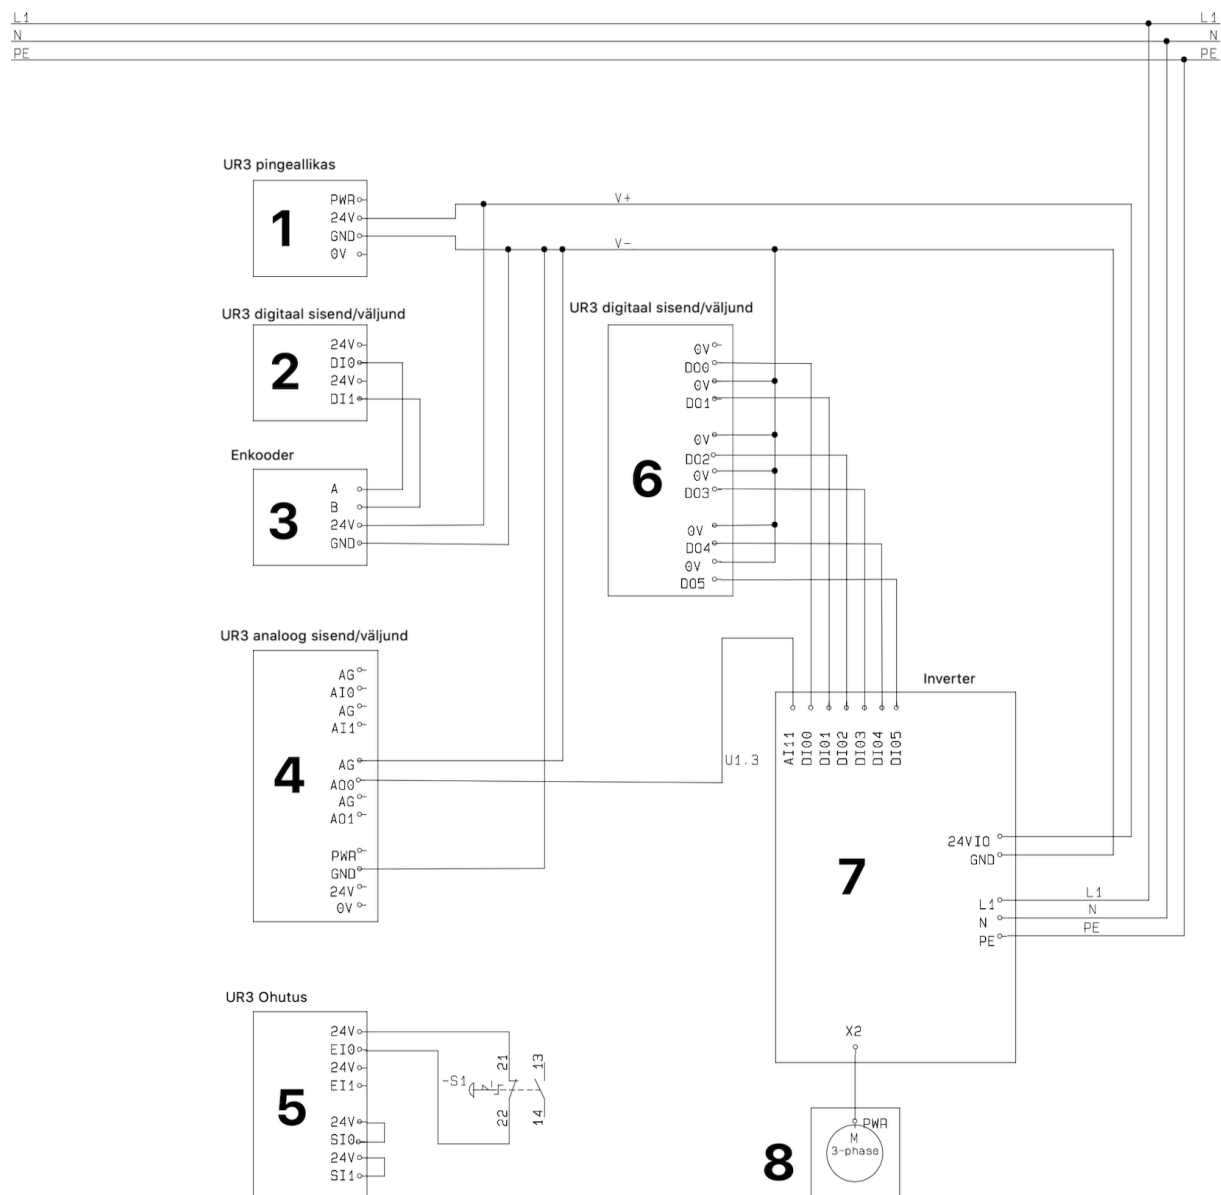 L1 L1
N N
PE PE
UR3 pingeallikas
1
PWR
24V
GND
0V
V+
V-
UR3 digitaal sisend/väljund
2
24V
DI0
24V
DI1
Enkooder
3
A
B
24V
GND
UR3 digitaal sisend/väljund
6
0V
DO0
0V
DO1
0V
DO2
0V
DO3
0V
DO4
0V
DO5
UR3 analoog sisend/väljund
4
AG
AI0
AG
AI1
AG
AO0
AG
AO1
PWR
GND
24V
0V
U1.3
Inverter
7
AI11
DI00
DI01
DI02
DI03
DI04
DI05
24VIO
GND
L1 L1
N N
PE PE
X2
UR3 Ohutus
5
24V
EI0
24V
EI1
24V
SI0
24V
SI1
-S1
21
22
13
14
8
PWR
M
3-phase